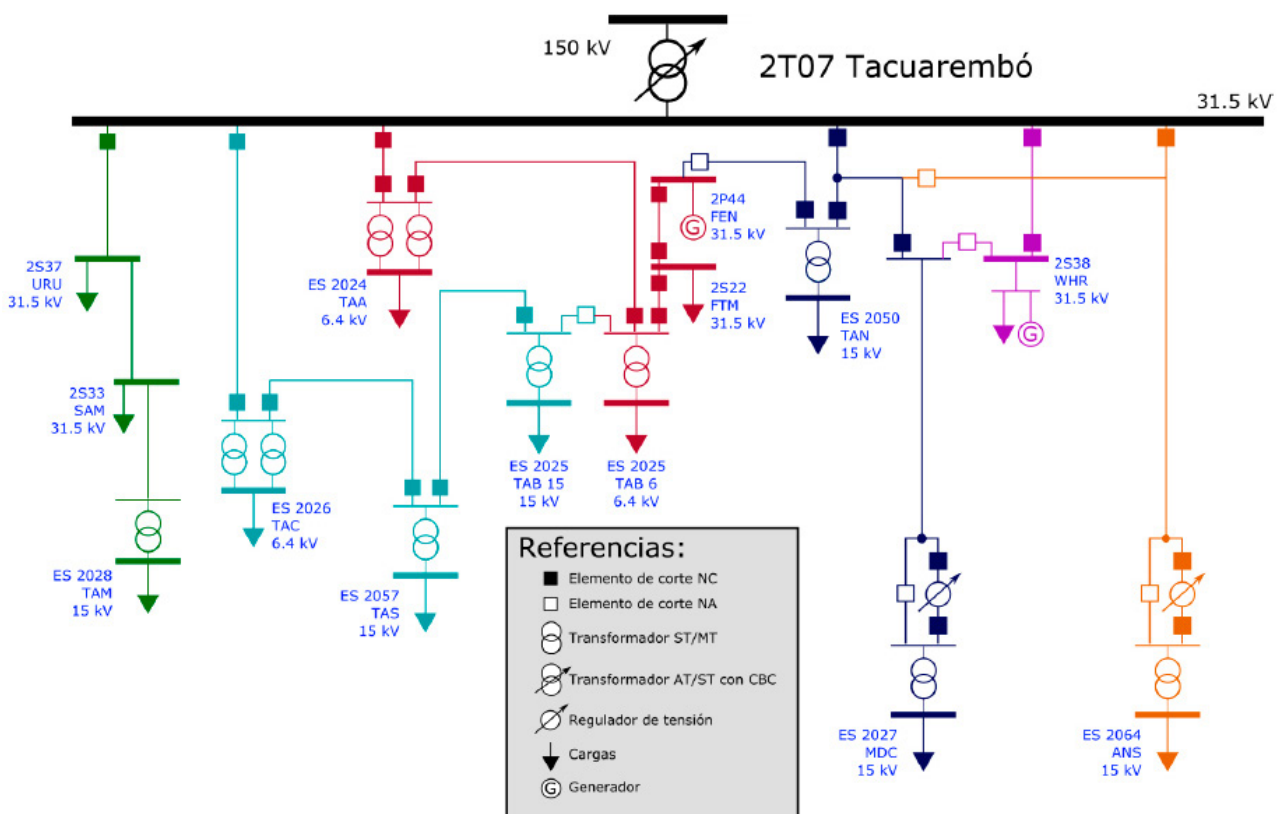 150 kV
2T07 Tacuarembó
31.5 kV
2S37
URU
31.5 kV
2S33
SAM
31.5 kV
ES 2028
TAM
15 kV
ES 2026
TAC
6.4 kV
ES 2024
TAA
6.4 kV
ES 2057
TAS
15 kV
ES 2025
TAB 15
15 kV
ES 2025
TAB 6
6.4 kV
2P44
FEN
31.5 kV
G
2S22
FTM
31.5 kV
ES 2050
TAN
15 kV
2S38
WHR
31.5 kV
G
ES 2027
MDC
15 kV
ES 2064
ANS
15 kV
Referencias:
Elemento de corte NC
Elemento de corte NA
Transformador ST/MT
Transformador AT/ST con CBC
Regulador de tensión
Cargas
G Generador